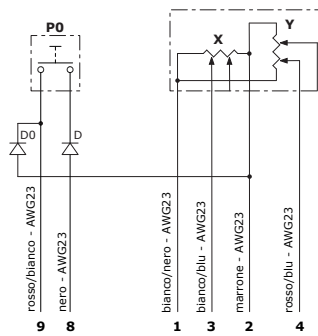 P0
X
Y
D0
D
rosso/bianco - AWG23
nero - AWG23
bianco/nero - AWG23
bianco/blu - AWG23
marrone - AWG23
rosso/blu - AWG23
9
8
1
3
2
4